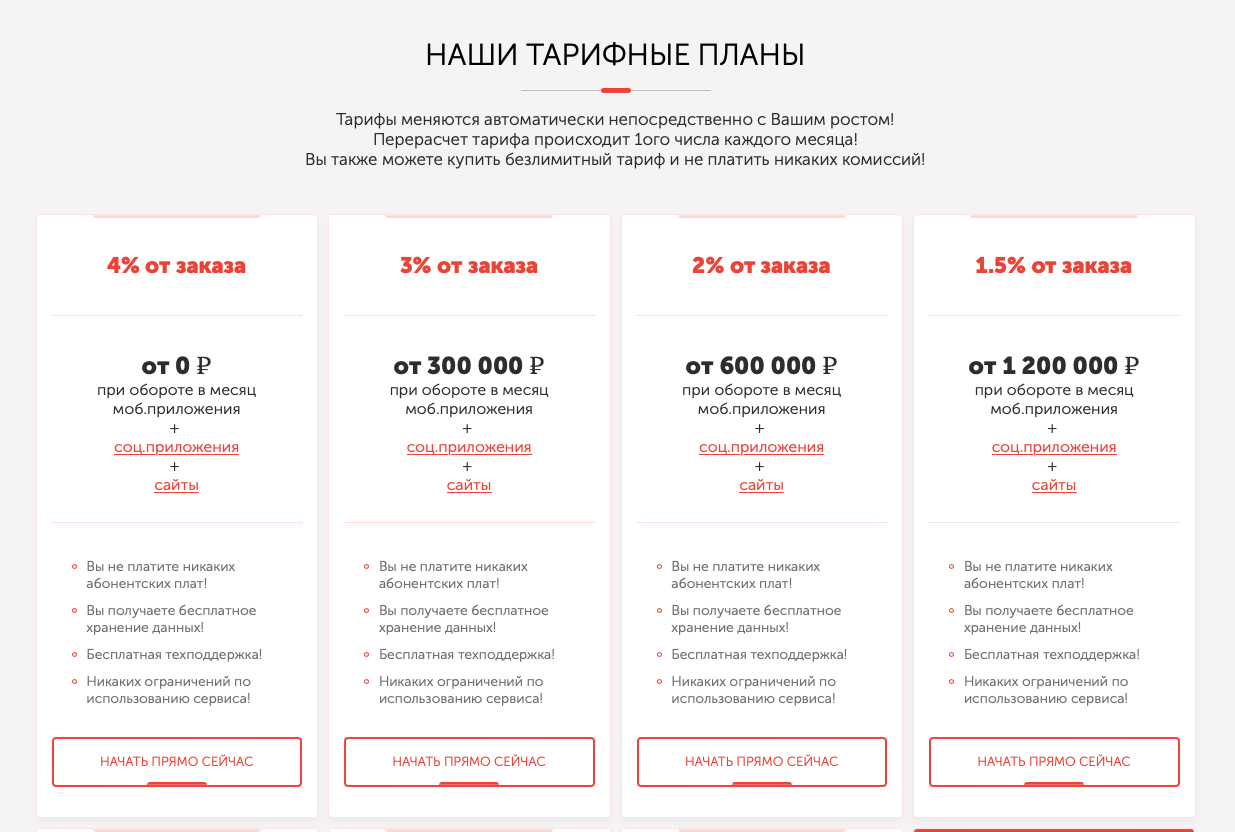 НАШИ ТАРИФНЫЕ ПЛАНЫ
Тарифы меняются автоматически непосредственно с Вашим ростом!
Перерасчет тарифа происходит 1ого числа каждого месяца!
Вы также можете купить безлимитный тариф и не платить никаких комиссий!
4% от заказа
от 0 ₽
при обороте в месяц
моб.приложения
+
соц.приложения
+
сайты
Вы не платите никаких
абонентских плат!
Вы получаете бесплатное
хранение данных!
Бесплатная техподдержка!
Никаких ограничений по
использованию сервиса!
НАЧАТЬ ПРЯМО СЕЙЧАС
3% от заказа
от 300 000 ₽
при обороте в месяц
моб.приложения
+
соц.приложения
+
сайты
Вы не платите никаких
абонентских плат!
Вы получаете бесплатное
хранение данных!
Бесплатная техподдержка!
Никаких ограничений по
использованию сервиса!
НАЧАТЬ ПРЯМО СЕЙЧАС
2% от заказа
от 600 000 ₽
при обороте в месяц
моб.приложения
+
соц.приложения
+
сайты
Вы не платите никаких
абонентских плат!
Вы получаете бесплатное
хранение данных!
Бесплатная техподдержка!
Никаких ограничений по
использованию сервиса!
НАЧАТЬ ПРЯМО СЕЙЧАС
1.5% от заказа
от 1 200 000 ₽
при обороте в месяц
моб.приложения
+
соц.приложения
+
сайты
Вы не платите никаких
абонентских плат!
Вы получаете бесплатное
хранение данных!
Бесплатная техподдержка!
Никаких ограничений по
использованию сервиса!
НАЧАТЬ ПРЯМО СЕЙЧАС